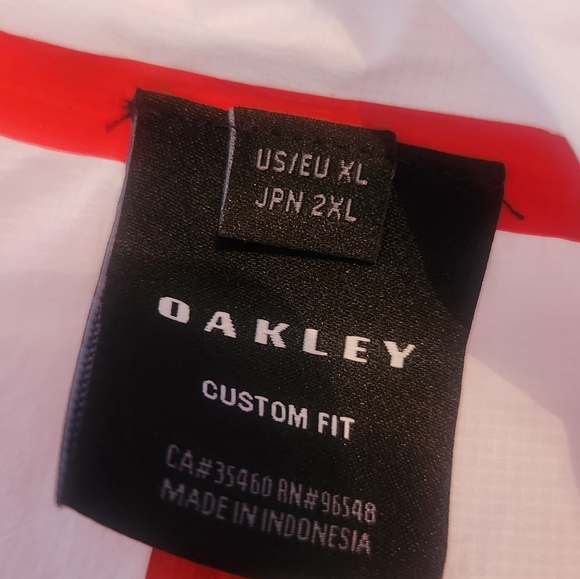 US/EU XL
JPN 2XL
OAKLEY
CUSTOM FIT
CA#35460 RN#96548
MADE IN INDONESIA